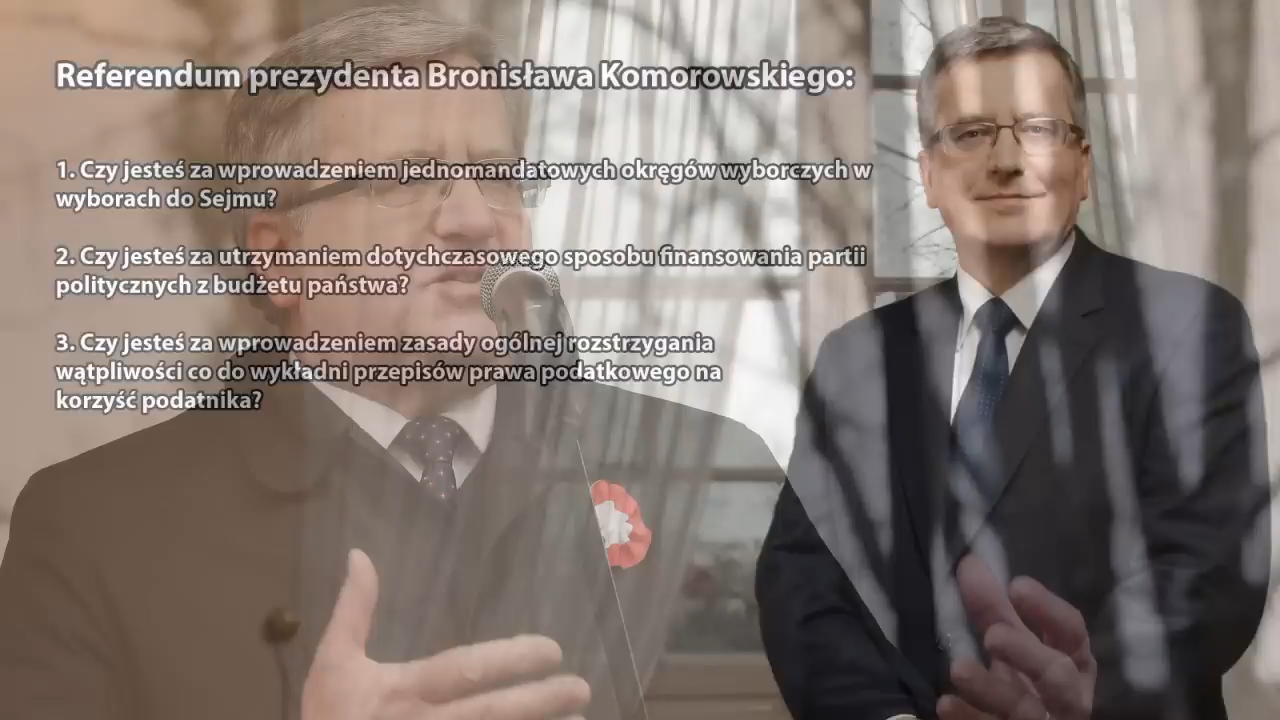 Referendum prezydenta Bronisława Komorowskiego:
1. Czy jesteś za wprowadzeniem jednomandatowych okręgów wyborczych w
wyborach do Sejmu?
2. Czy jesteś za utrzymaniem dotychczasowego sposobu finansowania partii
politycznych z budżetu państwa?
3. Czy jesteś za wprowadzeniem zasady ogólnej rozstrzygania
wątpliwości co do wykładni przepisów prawa podatkowego na
korzyść podatnika?